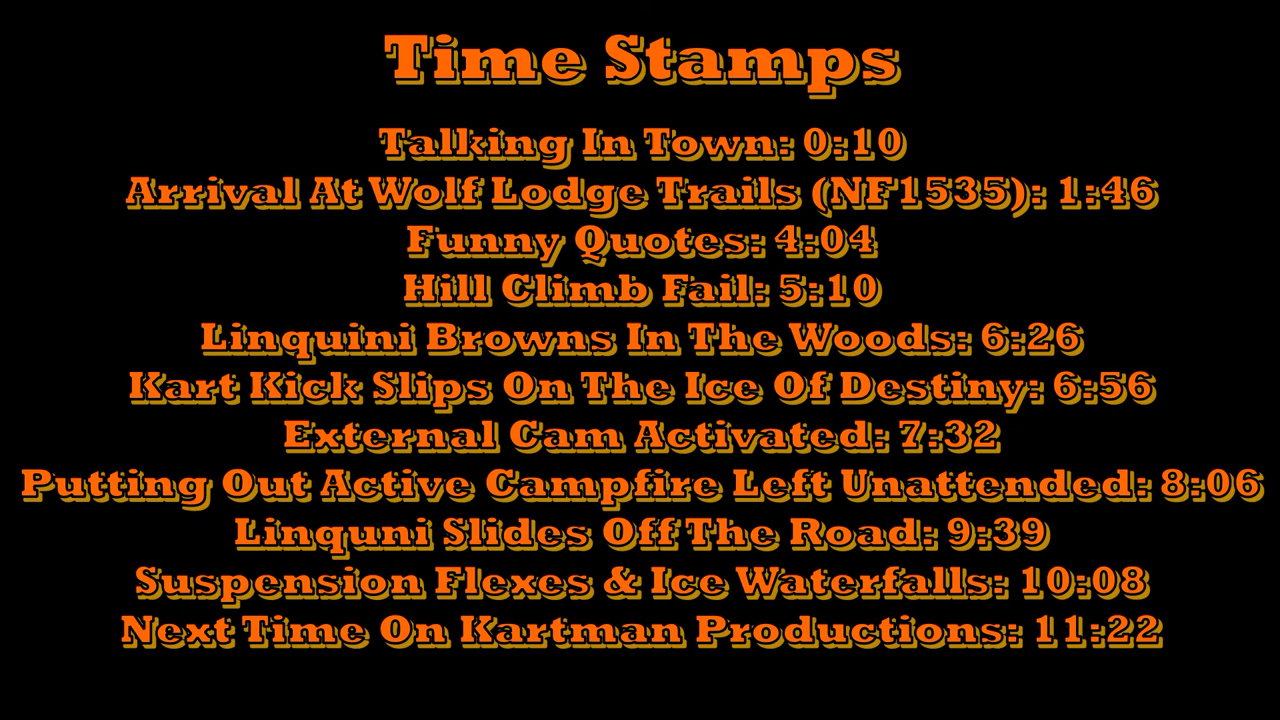 Time Stamps
Talking In Town: 0:10
Arrival At Wolf Lodge Trails (NF1535): 1:46
Funny Quotes: 4:04
Hill Climb Fail: 5:10
Linquini Browns In The Woods: 6:26
Kart Kick Slips On The Ice Of Destiny: 6:56
External Cam Activated: 7:32
Putting Out Active Campfire Left Unattended: 8:06
Linquni Slides Off The Road: 9:39
Suspension Flexes & Ice Waterfalls: 10:08
Next Time On Kartman Productions: 11:22